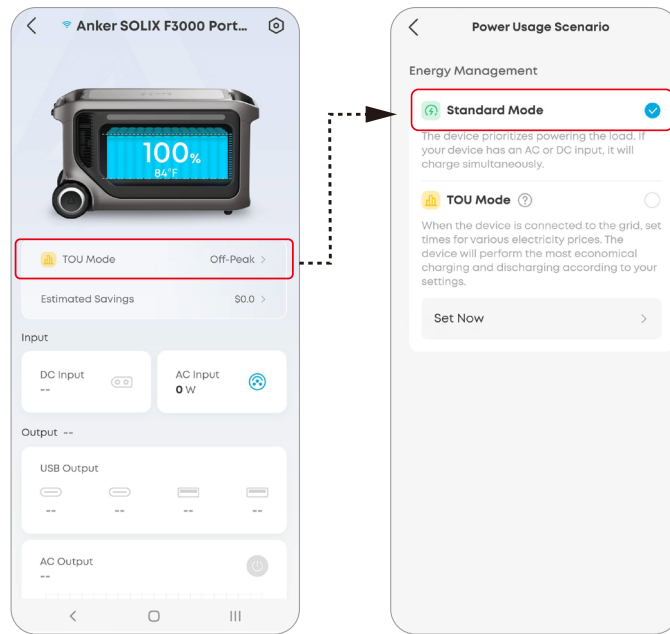 Anker SOLIX F3000 Port...
100%
84°F
TOU Mode
Off-Peak
Estimated Savings
$0.0
Input
DC Input
--
AC Input
0 W
Output --
USB Output
-- -- -- --
AC Output
--
Power Usage Scenario
Energy Management
Standard Mode
The device prioritizes powering the load. If
your device has an AC or DC input, it will
charge simultaneously.
TOU Mode ?
When the device is connected to the grid, set
times for various electricity prices. The
device will perform the most economical
charging and discharging according to your
settings.
Set Now